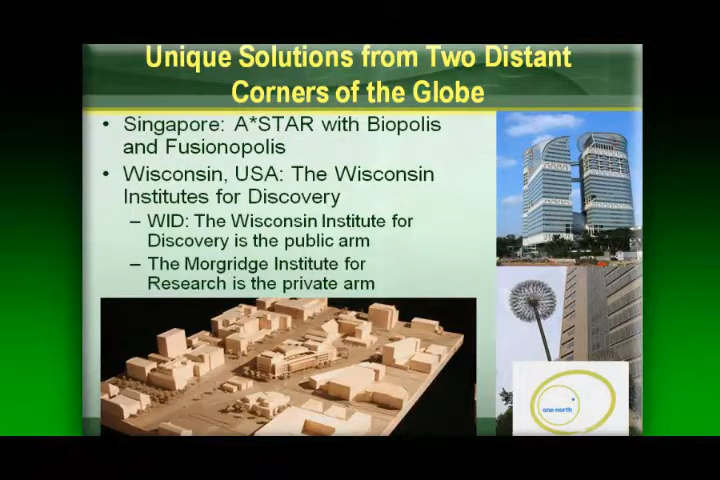 Unique Solutions from Two Distant
Corners of the Globe
• Singapore: A*STAR with Biopolis
and Fusionopolis
• Wisconsin, USA: The Wisconsin
Institutes for Discovery
– WID: The Wisconsin Institute for
Discovery is the public arm
– The Morgridge Institute for
Research is the private arm
one-north